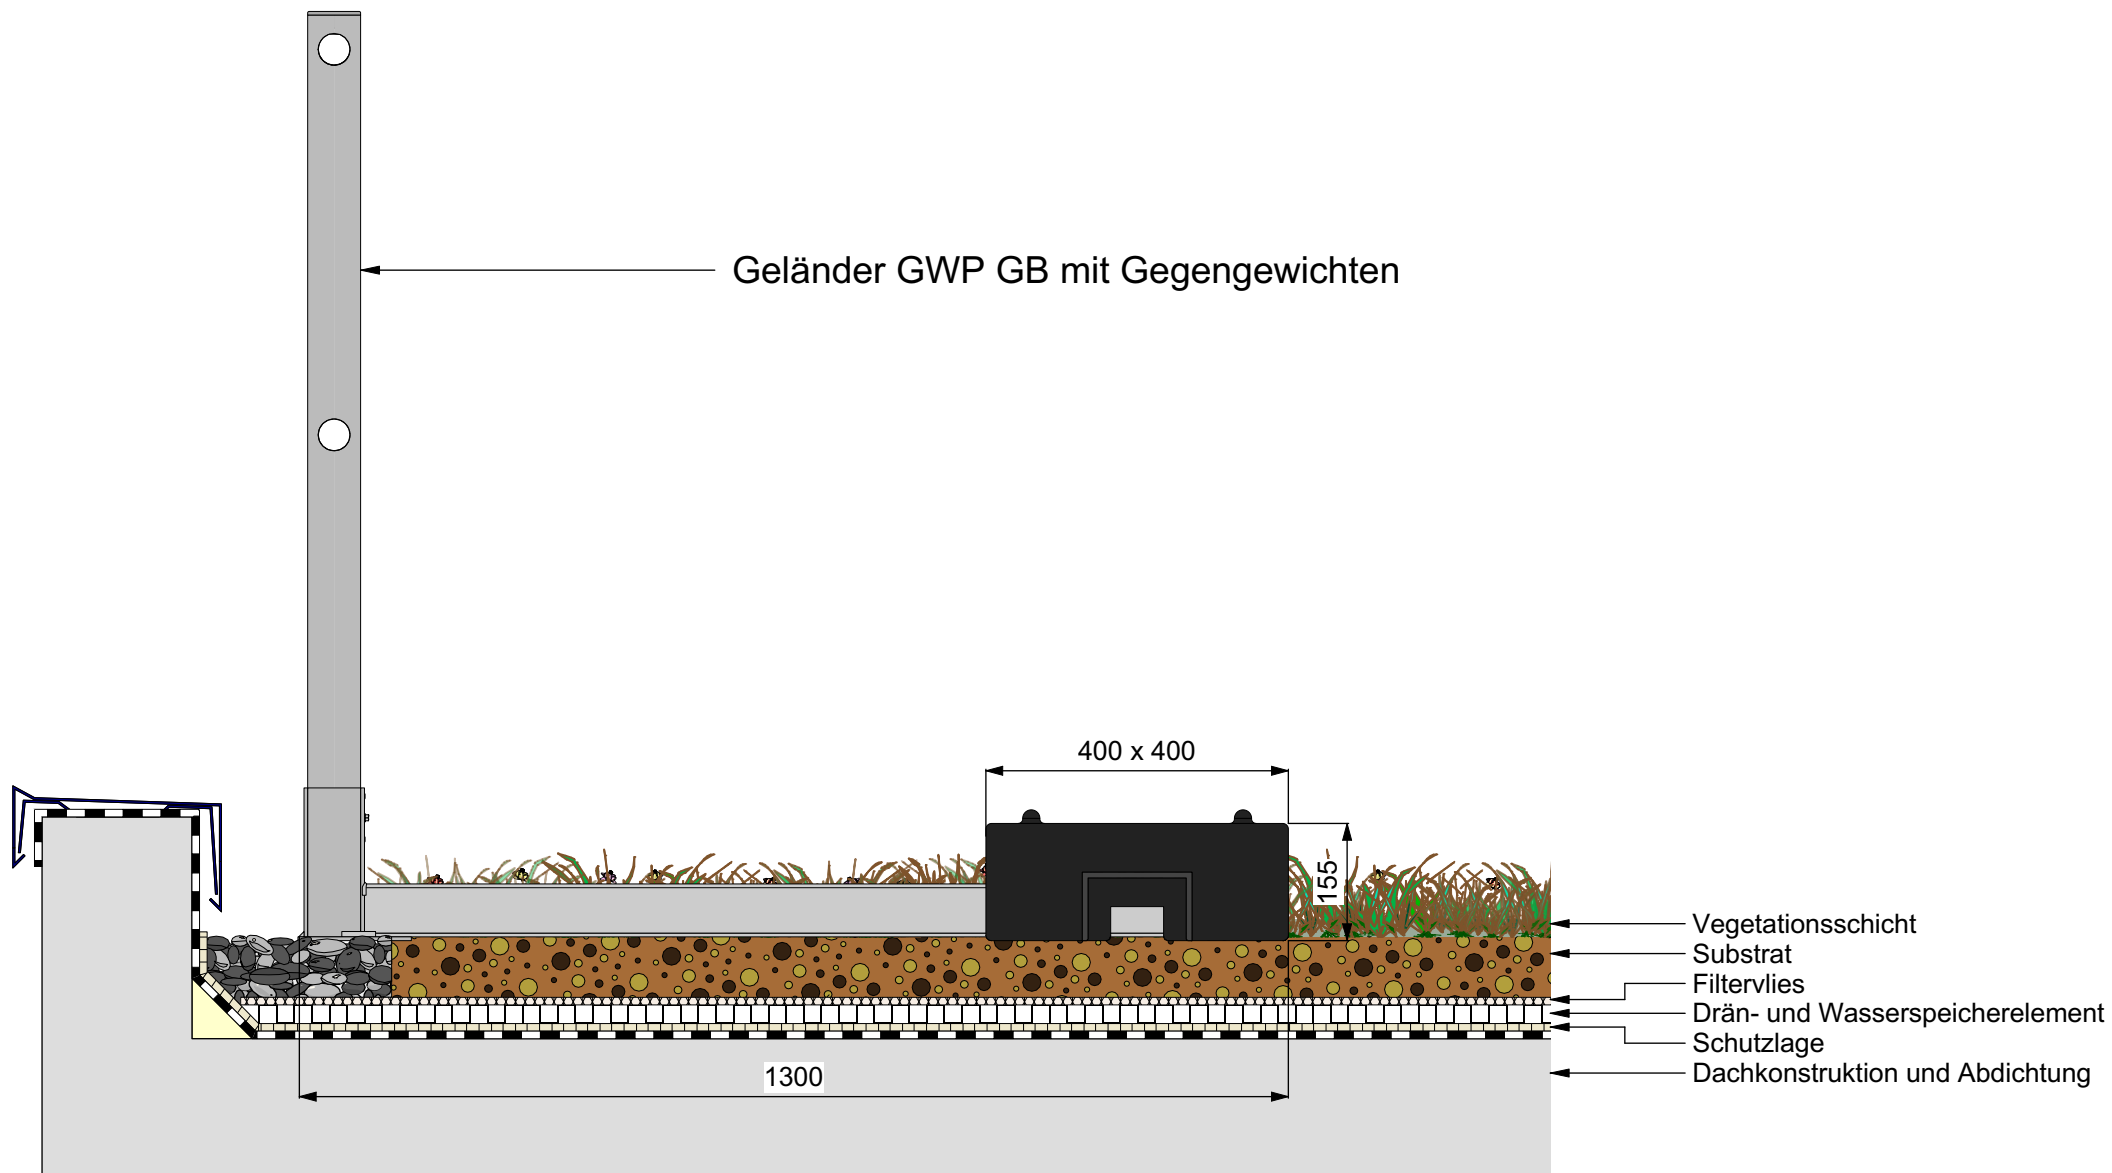 Geländer GWP GB mit Gegengewichten
400 x 400
155
Vegetationsschicht
Substrat
Filtervlies
Drän- und Wasserspeicherelement
Schutzlage
Dachkonstruktion und Abdichtung
1300